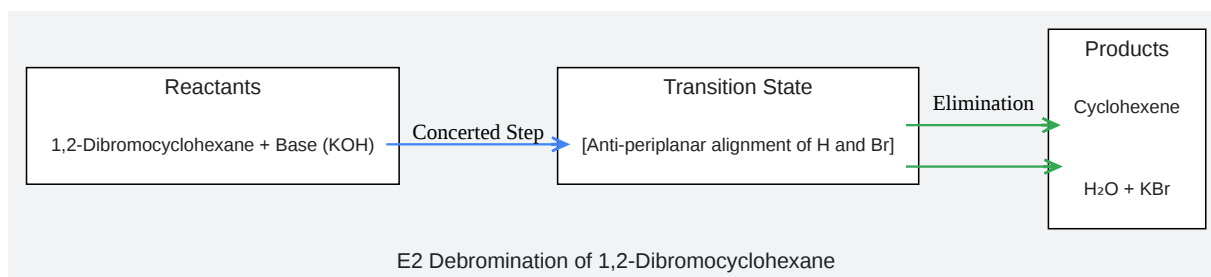 Reactants
1,2-Dibromocyclohexane + Base (KOH)
Concerted Step
Transition State
[Anti-periplanar alignment of H and Br]
Elimination
Products
Cyclohexene
H₂O + KBr
E2 Debromination of 1,2-Dibromocyclohexane